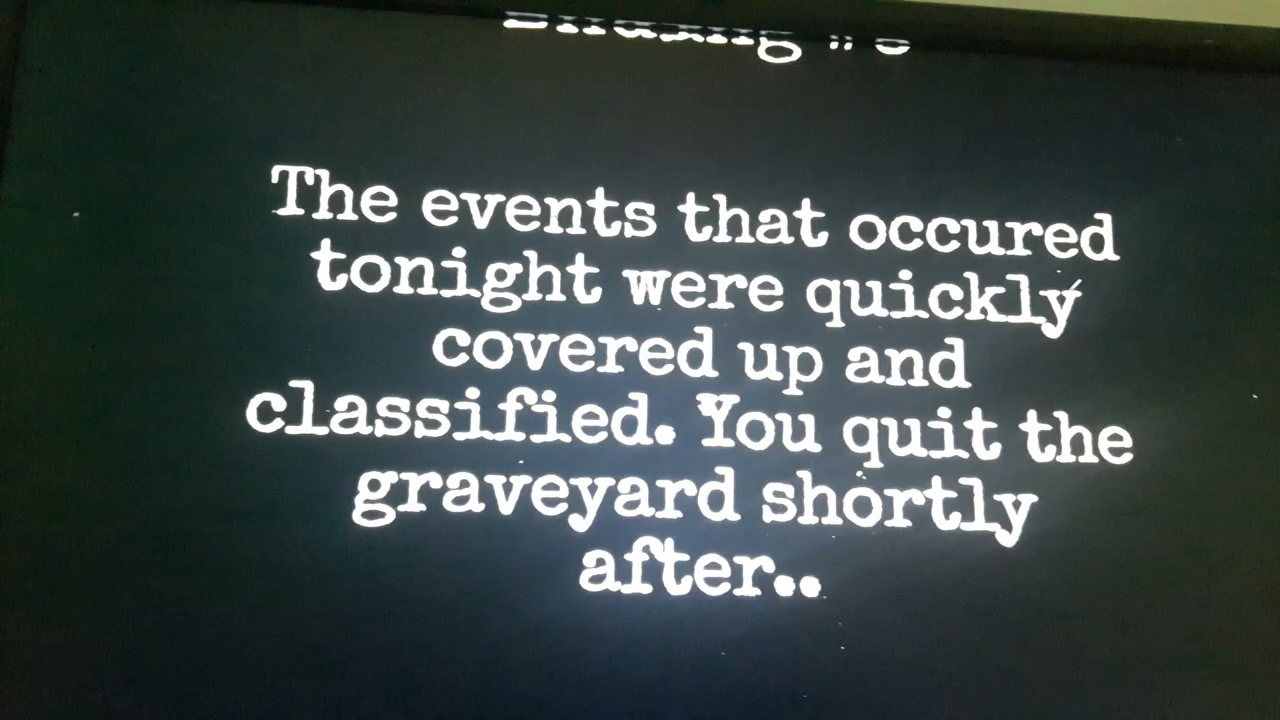 The events that occured
tonight were quickly
covered up and
classified. You quit the
graveyard shortly
after..